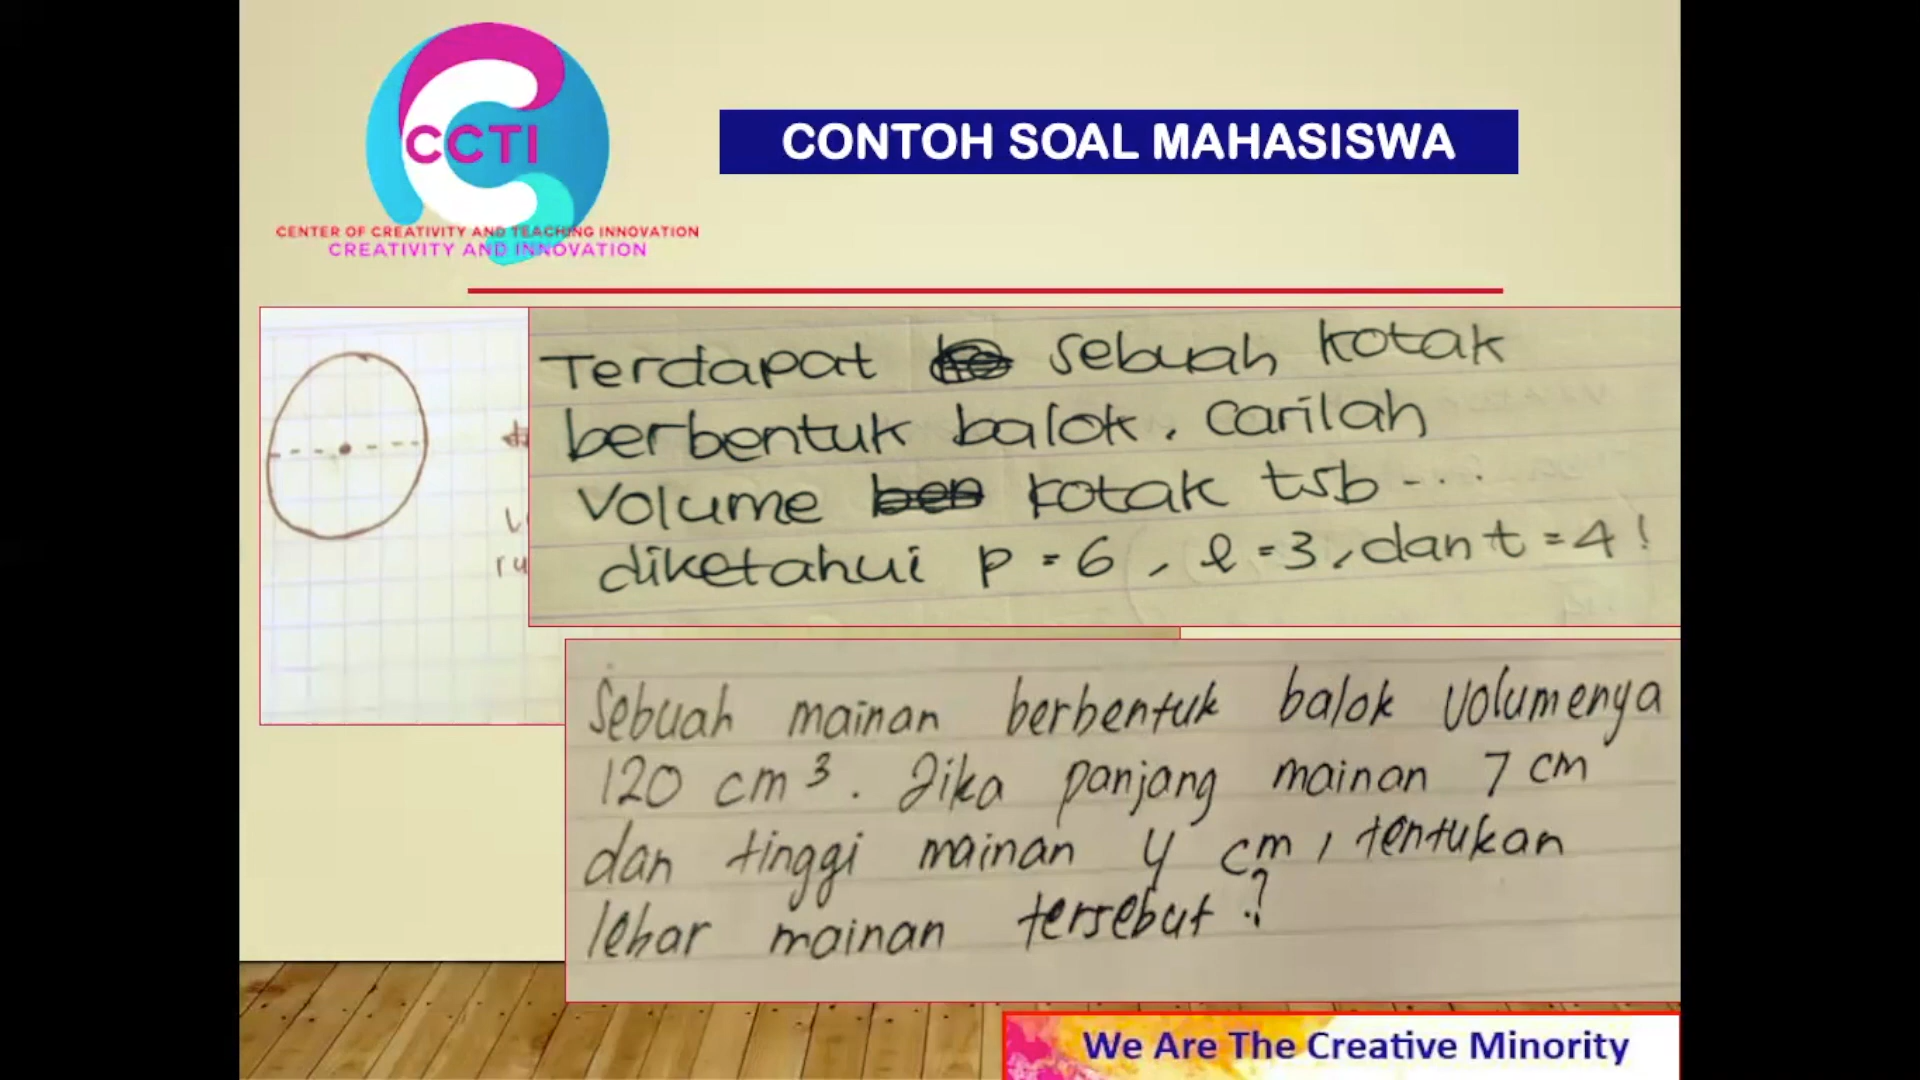 CCTI
CENTER OF CREATIVITY AND TEACHING INNOVATION
CREATIVITY AND INNOVATION
CONTOH SOAL MAHASISWA
Terdapat sebuah kotak
berbentuk balok. Carilah
Volume kotak tsb ....
diketahui p = 6, l = 3, dan t = 4!
Sebuah mainan berbentuk balok volumenya
120 cm³. Jika panjang mainan 7 cm
dan tinggi mainan 4 cm, tentukan
lebar mainan tersebut?
We Are The Creative Minority